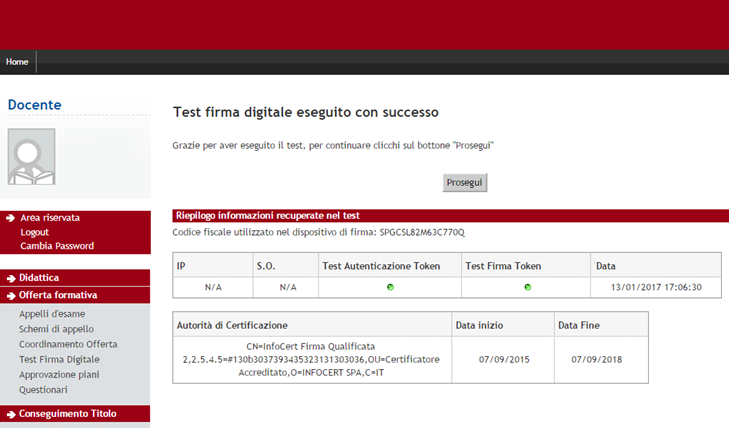 Home
Docente
Area riservata
Logout
Cambia Password
Didattica
Offerta formativa
Appelli d'esame
Schemi di appello
Coordinamento Offerta
Test Firma Digitale
Approvazione piani
Questionari
Conseguimento Titolo
Test firma digitale eseguito con successo
Grazie per aver eseguito il test, per continuare clicchi sul bottone "Prosegui"
Prosegui
Riepilogo informazioni recuperate nel test
Codice fiscale utilizzato nel dispositivo di firma: SPGCSL82M63C770Q
IP S.O. Test Autenticazione Token Test Firma Token Data
N/A N/A 13/01/2017 17:06:30
Autorità di Certificazione Data inizio Data Fine
CN=InfoCert Firma Qualificata
2,2.5.4.5=#130b3037393435323131303036,OU=Certificatore 07/09/2015 07/09/2018
Accreditato,O=INFOCERT SPA,C=IT